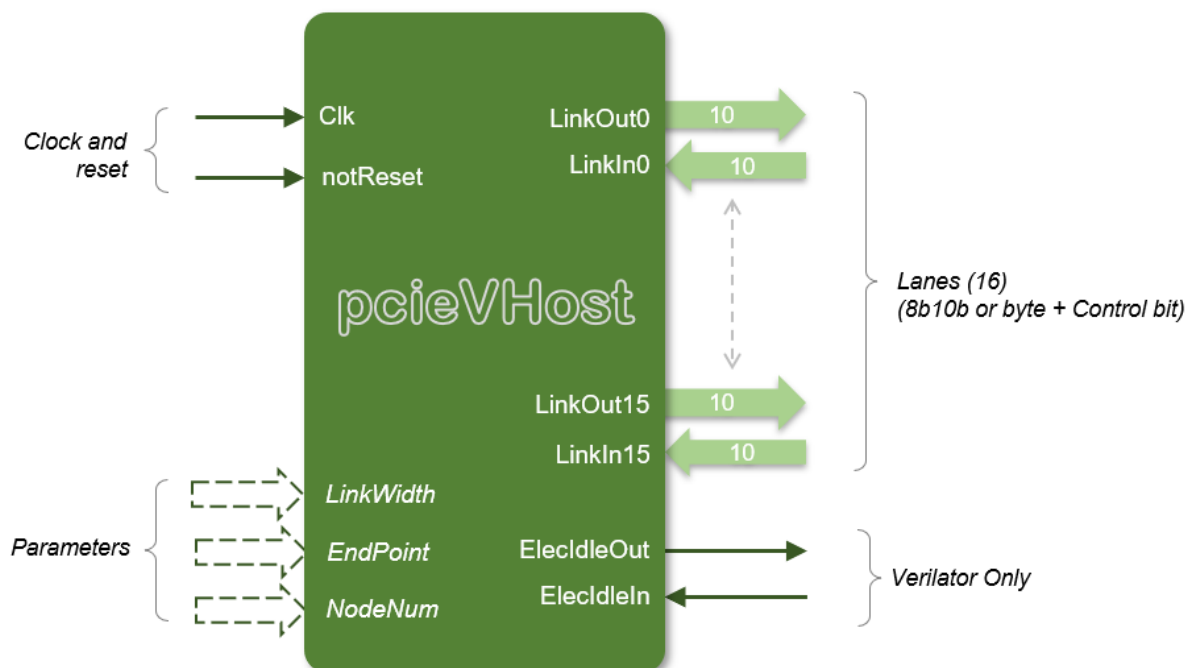 Clock and
reset
Clk
notReset
LinkOut0
10
LinkIn0
10
pcieVHost
Lanes (16)
(8b10b or byte + Control bit)
LinkOut15
10
LinkIn15
10
Parameters
LinkWidth
EndPoint
NodeNum
ElecIdleOut
ElecIdleIn
Verilator Only